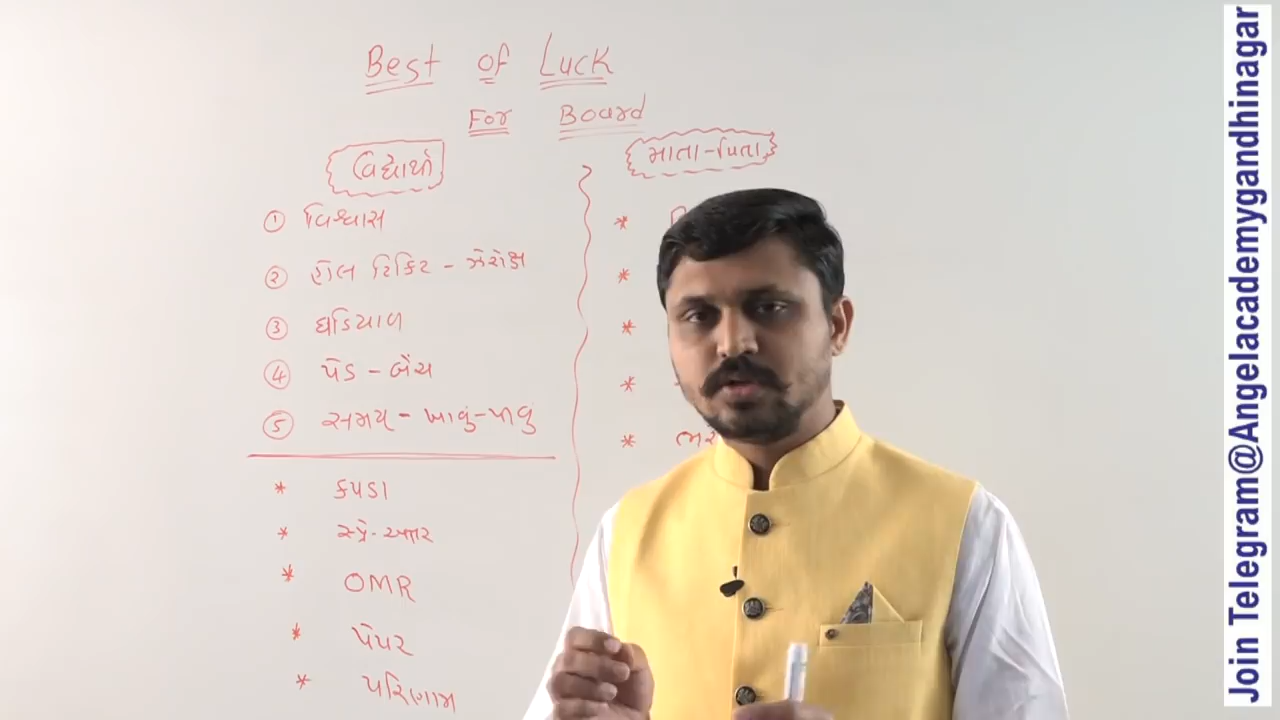 Best of Luck
For Board
વિદ્યાર્થી
① વિશ્વાસ
② હોલ ટિકિટ - ઝેરોક્ષ
③ ઘડિયાળ
④ પેડ - બેંચ
⑤ સમય - ખાવું-પીવું
* કપડા
* સ્પ્રે-અત્તર
* OMR
* પેપર
* પરિણામ
માતા-પિતા
*
*
*
*
*
Join Telegram@Angelacademygandhinagar